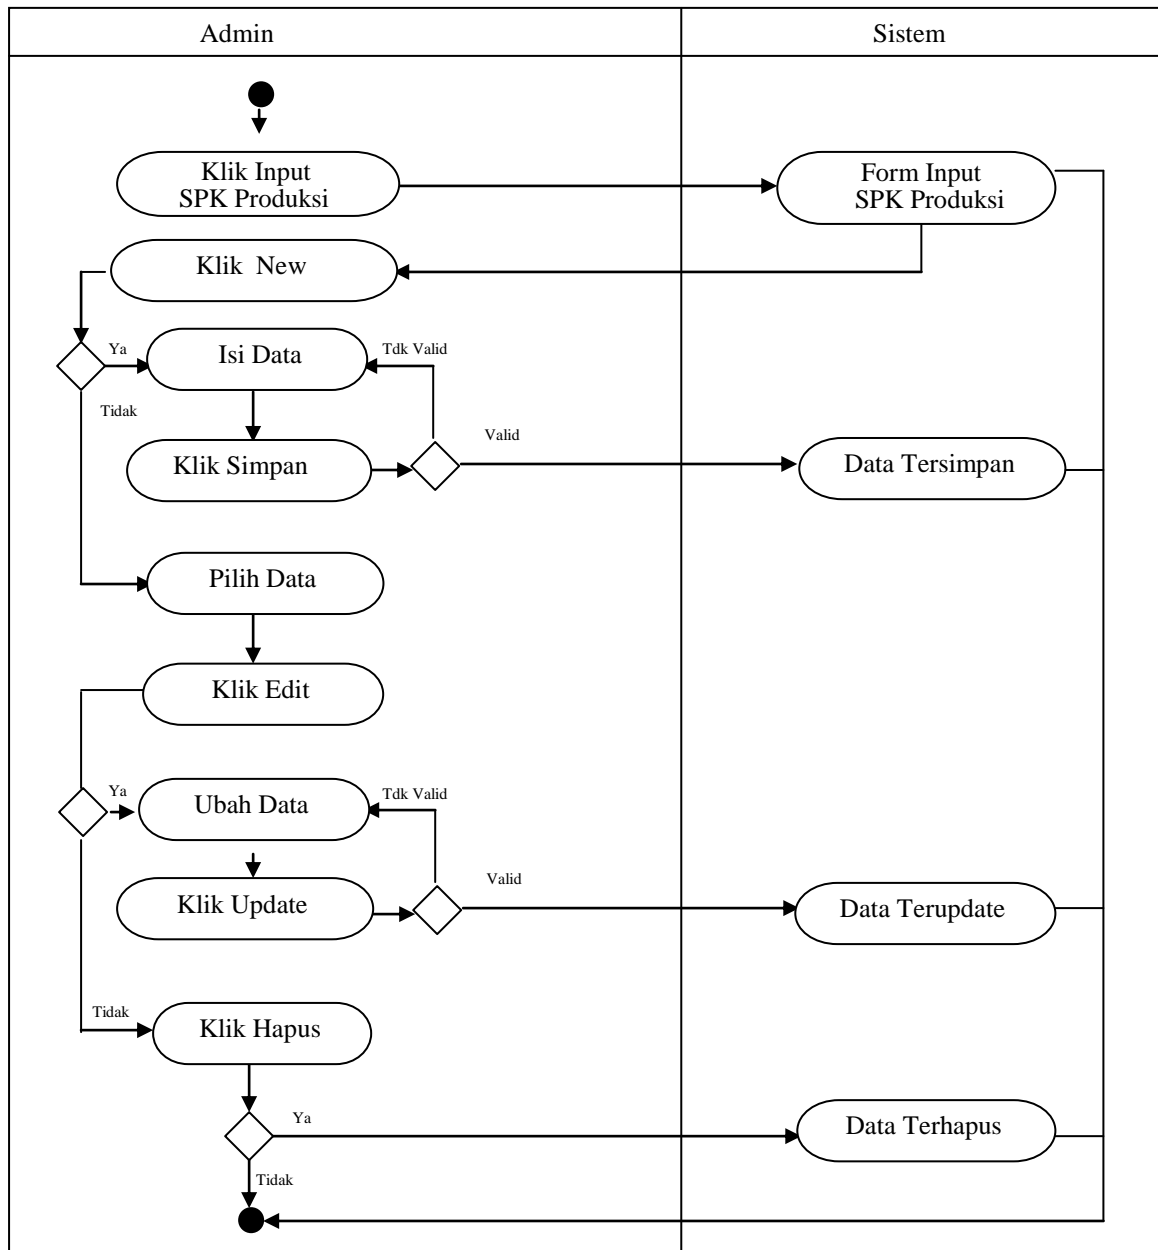 Admin
Sistem
Klik Input
SPK Produksi
Form Input
SPK Produksi
Klik New
Ya
Isi Data
Tdk Valid
Tidak
Klik Simpan
Valid
Data Tersimpan
Pilih Data
Klik Edit
Ya
Ubah Data
Tdk Valid
Klik Update
Valid
Data Terupdate
Tidak
Klik Hapus
Ya
Data Terhapus
Tidak